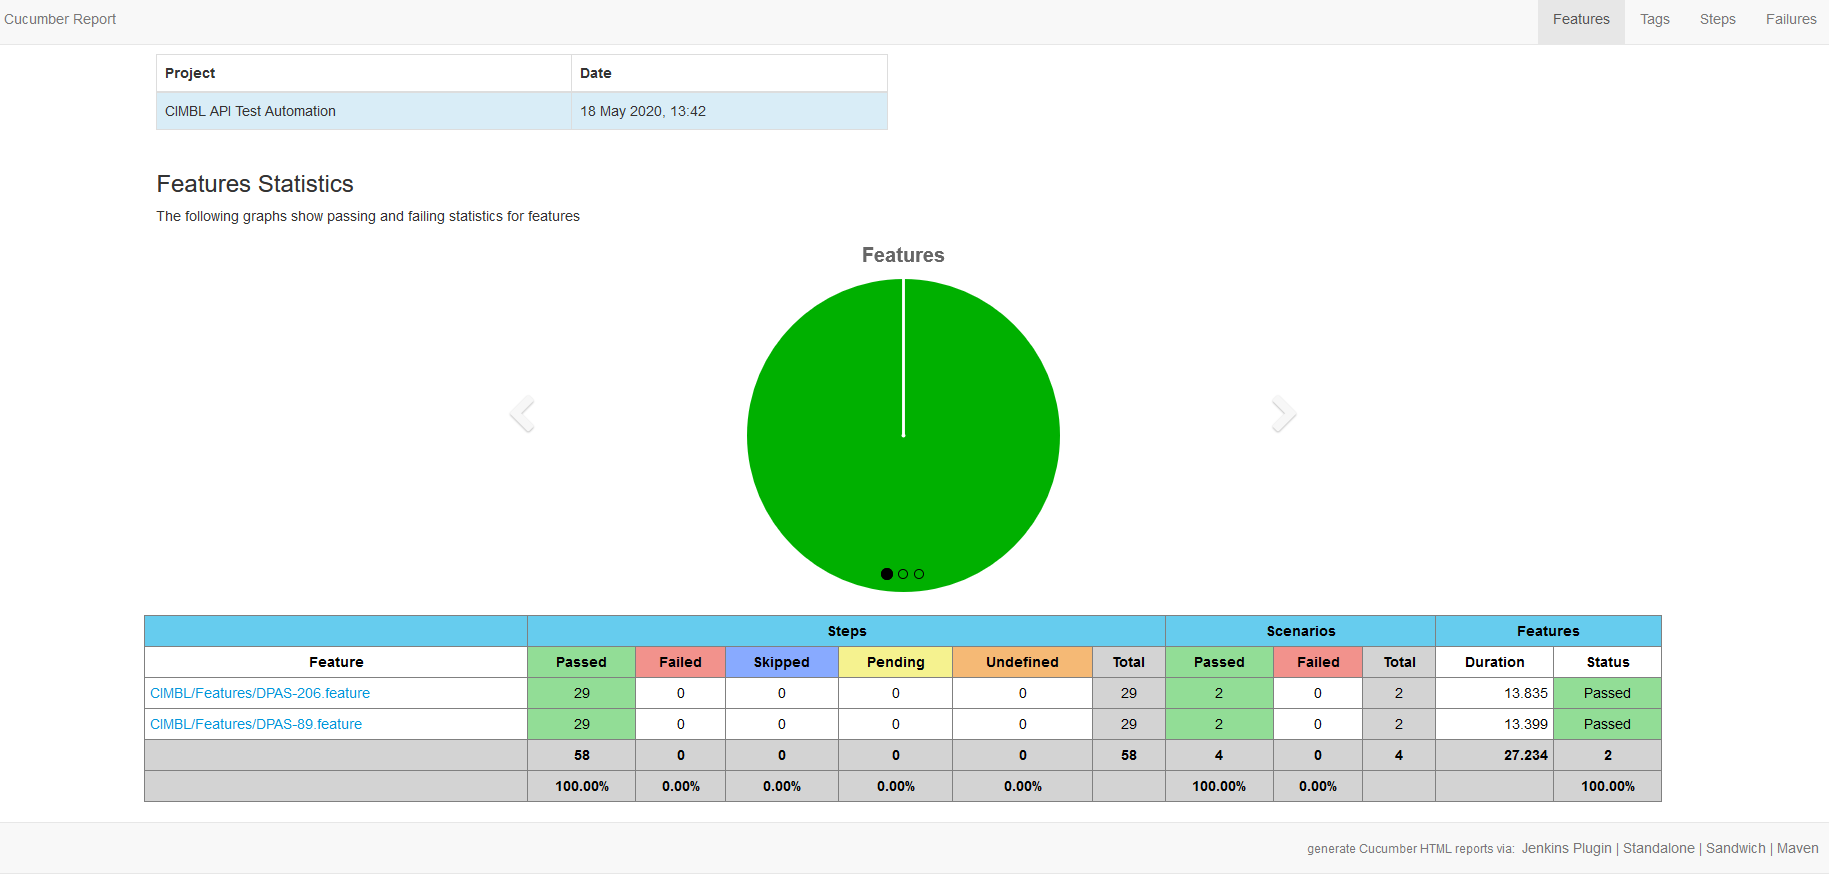 Cucumber Report Features Tags Steps Failures
Project Date
CIMBL API Test Automation 18 May 2020, 13:42
Features Statistics
The following graphs show passing and failing statistics for features
Features
Steps Scenarios Features
Feature Passed Failed Skipped Pending Undefined Total Passed Failed Total Duration Status
CIMBL/Features/DPAS-206.feature 29 0 0 0 0 29 2 0 2 13.835 Passed
CIMBL/Features/DPAS-89.feature 29 0 0 0 0 29 2 0 2 13.399 Passed
58 0 0 0 0 58 4 0 4 27.234 2
100.00% 0.00% 0.00% 0.00% 0.00% 100.00% 0.00% 100.00%
generate Cucumber HTML reports via: Jenkins Plugin | Standalone | Sandwich | Maven